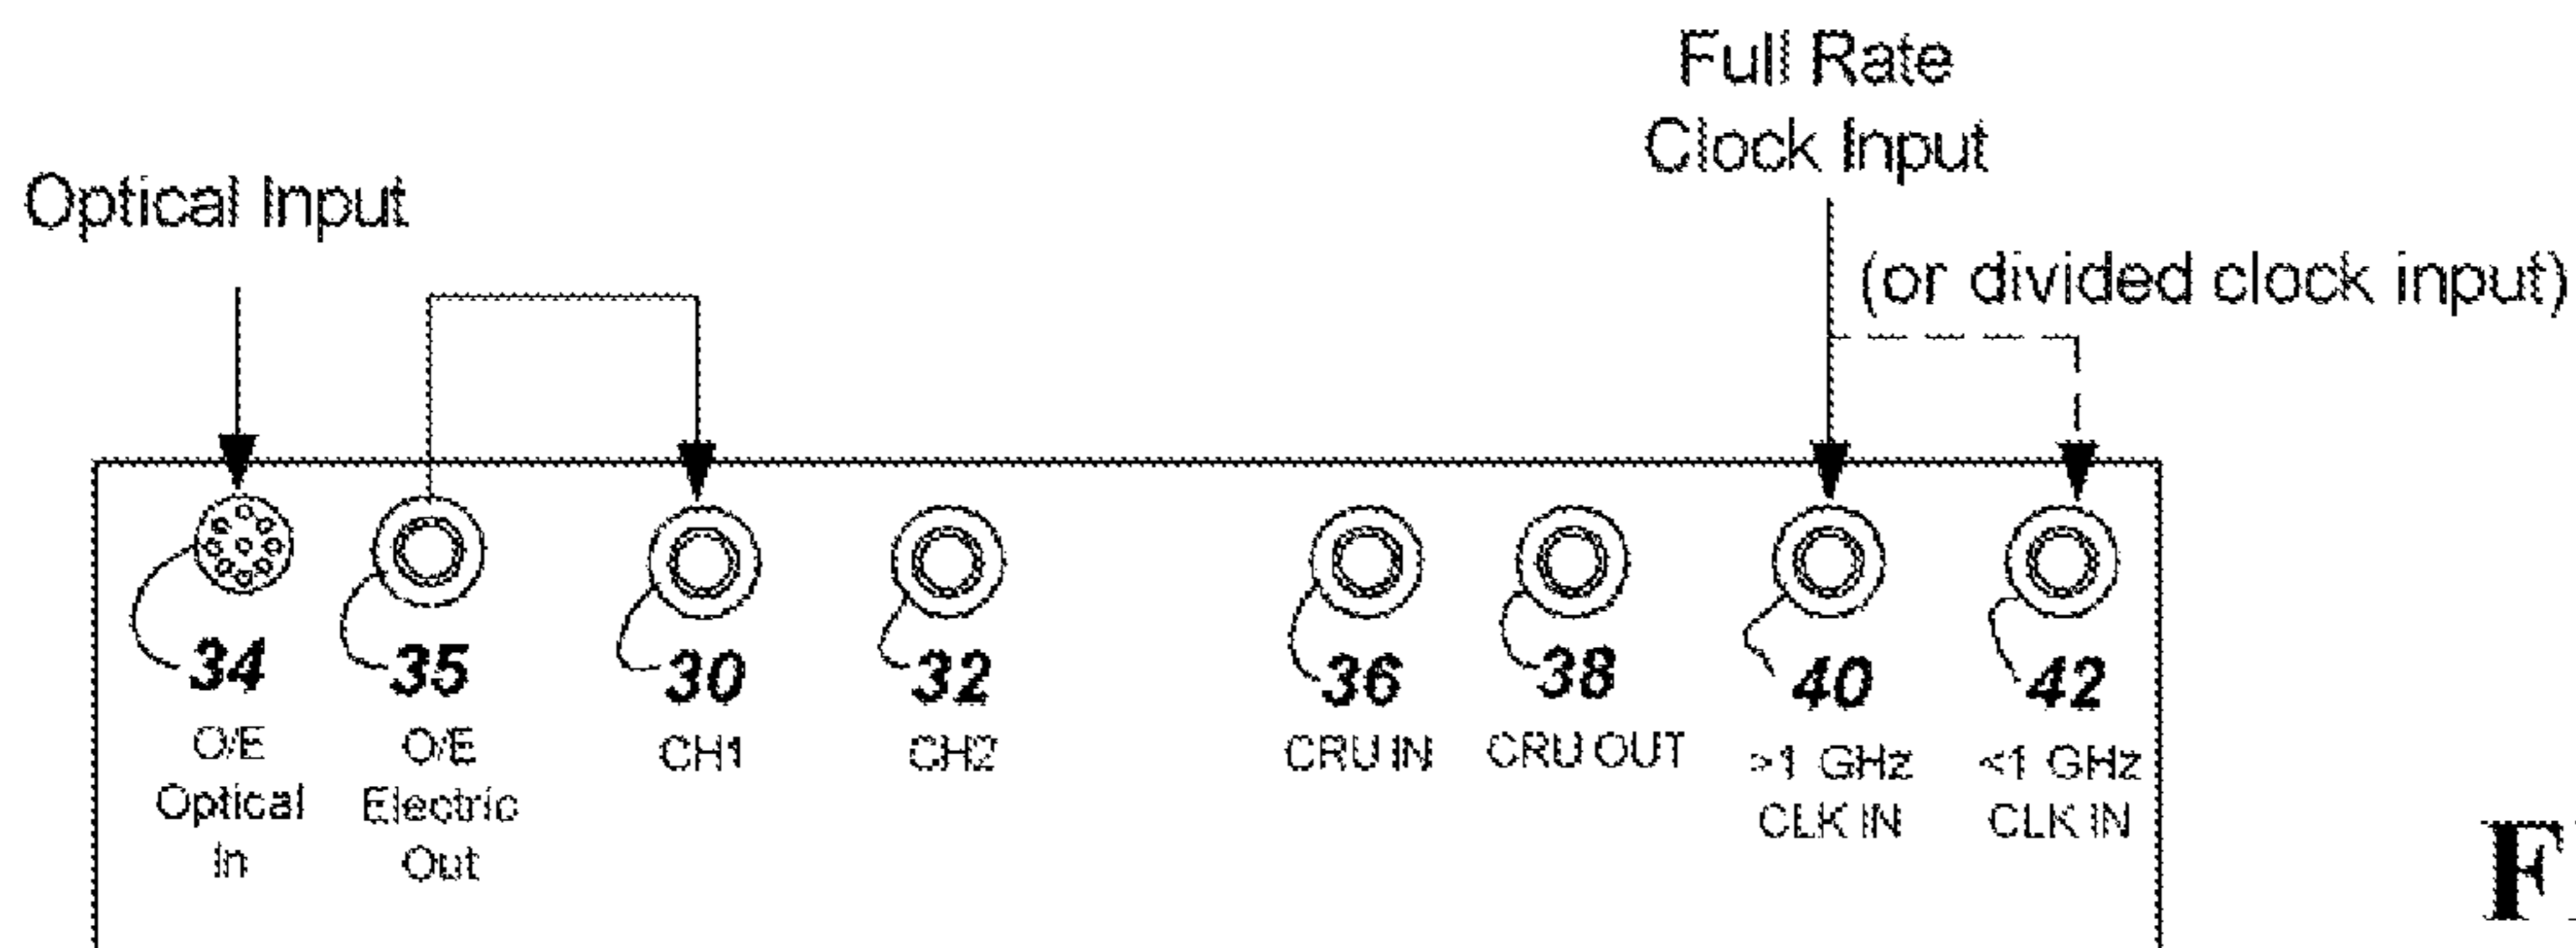 Full Rate
Clock Input
Optical Input
(or divided clock input)
34 35 30 32 36 38 40 42
O/E
Optical
In
O/E
Electric
Out
CH1
CH2
CRU IN
CRU OUT
>1 GHz
CLK IN
<1 GHz
CLK IN